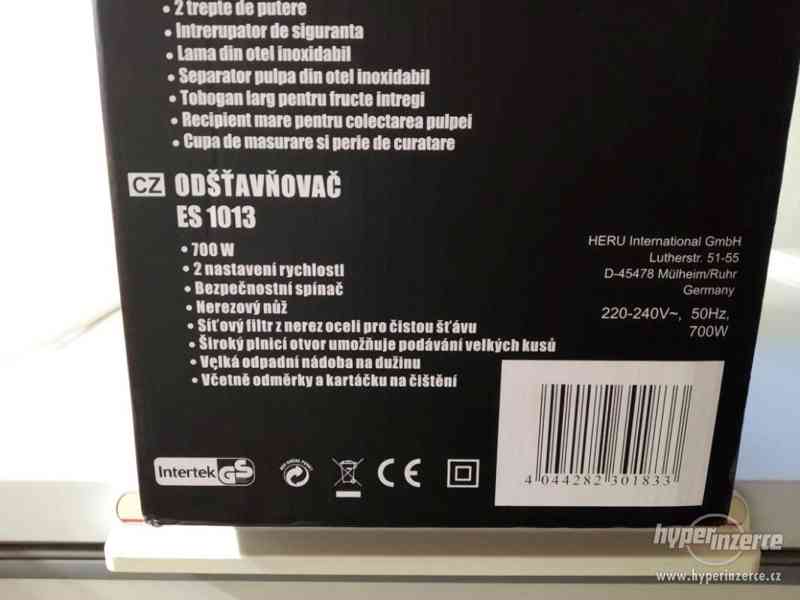 • 2 trepte de putere
• Intrerupator de siguranta
• Lama din otel inoxidabil
• Separator pulpa din otel inoxidabil
• Tobogan larg pentru fructe intregi
• Recipient mare pentru colectarea pulpei
• Cupa de masurare si perie de curatare
CZ ODŠŤAVŇOVAČ
ES 1013
• 700 W
• 2 nastavení rychlostI
• Bezpečnostní spínač
• Nerezový nůž
• Síťový filtr z nerez oceli pro čistou šťávu
• Široký plnicí otvor umožňuje podávání velkých kusů
• Velká odpadní nádoba na dužinu
• Včetně odměrky a kartáčku na čištění
HERU International GmbH
Lutherstr. 51-55
D-45478 Mülheim/Ruhr
Germany
220-240V~, 50Hz,
700W
Intertek GS
CE
4 044282 301833
hyperinzerce
www.hyperinzerce.cz